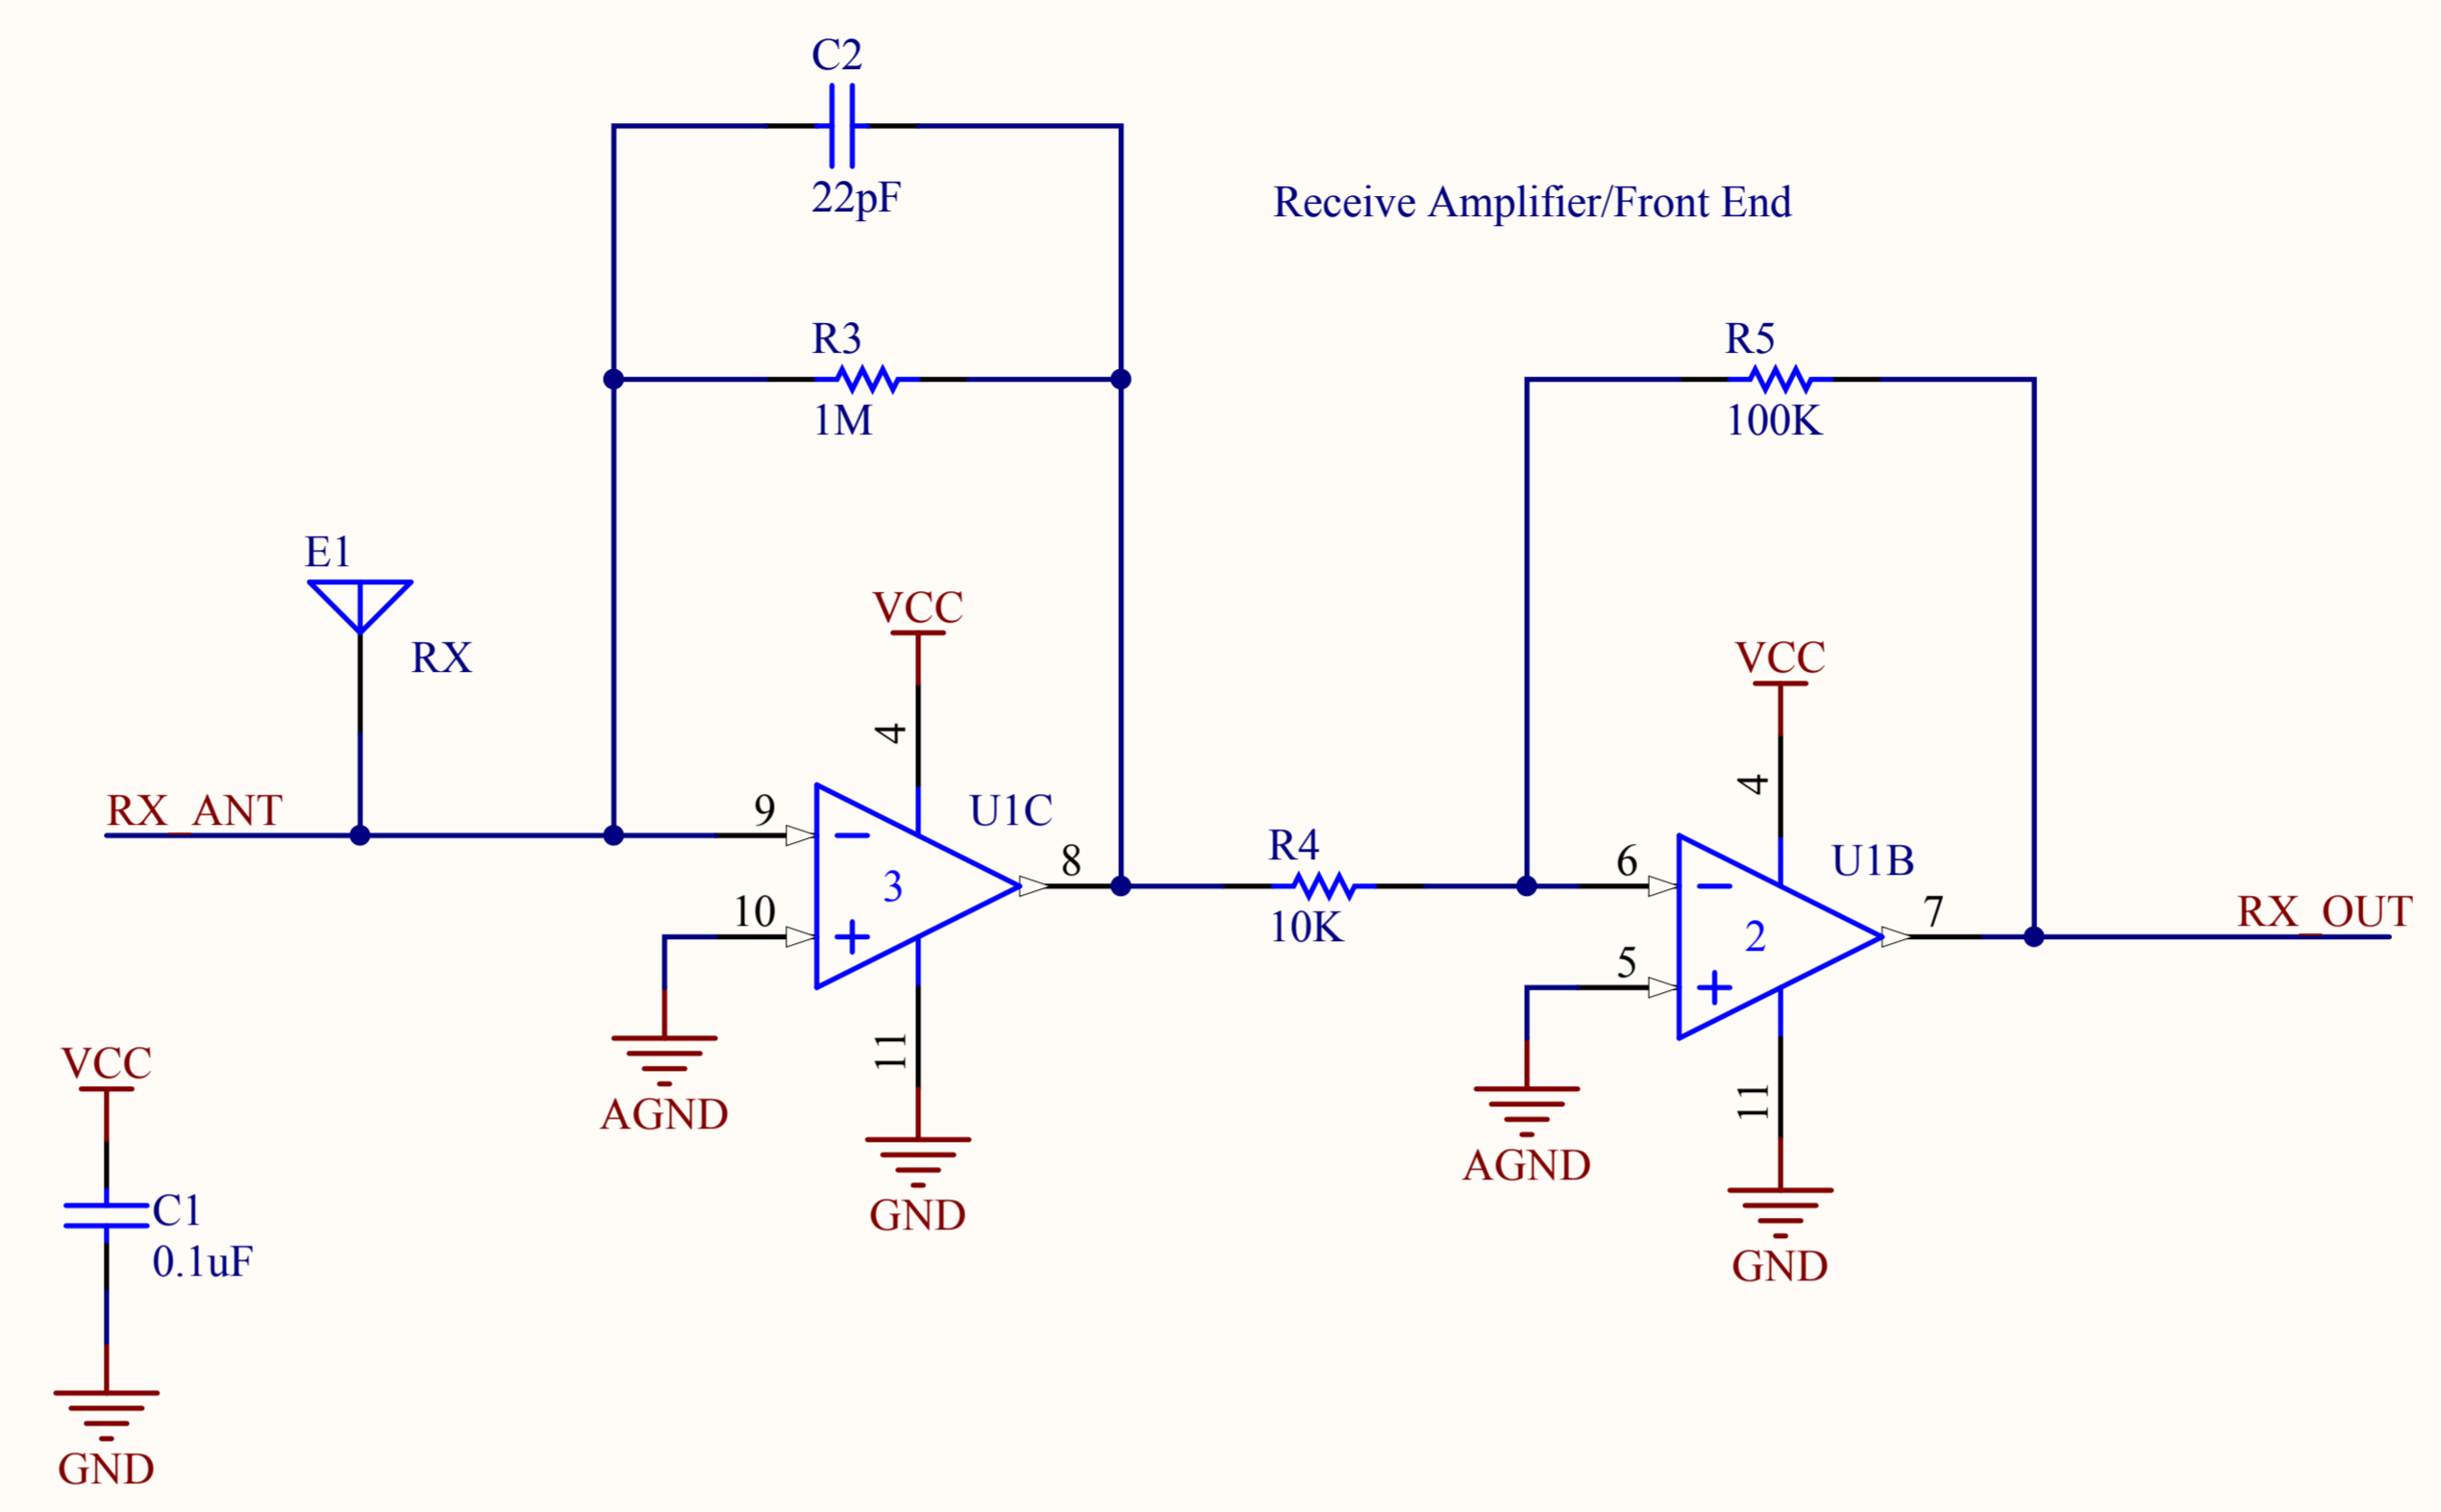 C2
22pF
Receive Amplifier/Front End
R3
1M
R5
100K
E1
RX
VCC
4
VCC
4
RX_ANT
9
U1C
3
8
10
R4
10K
6
U1B
2
7
5
RX_OUT
11
AGND
GND
11
AGND
GND
VCC
C1
0.1uF
GND